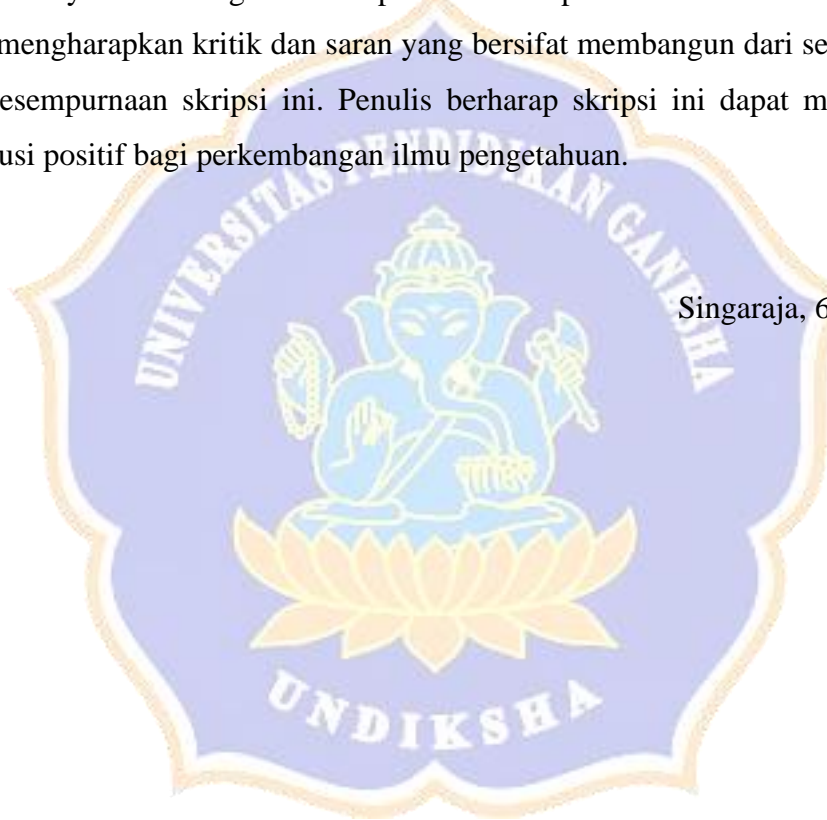 mengharapkan kritik dan saran yang bersifat membangun dari se
esempurnaan skripsi ini. Penulis berharap skripsi ini dapat m
usi positif bagi perkembangan ilmu pengetahuan.
UNIVERSITAS PENDIDIKAN GANESHA
Singaraja, 6
UNDIKSHA